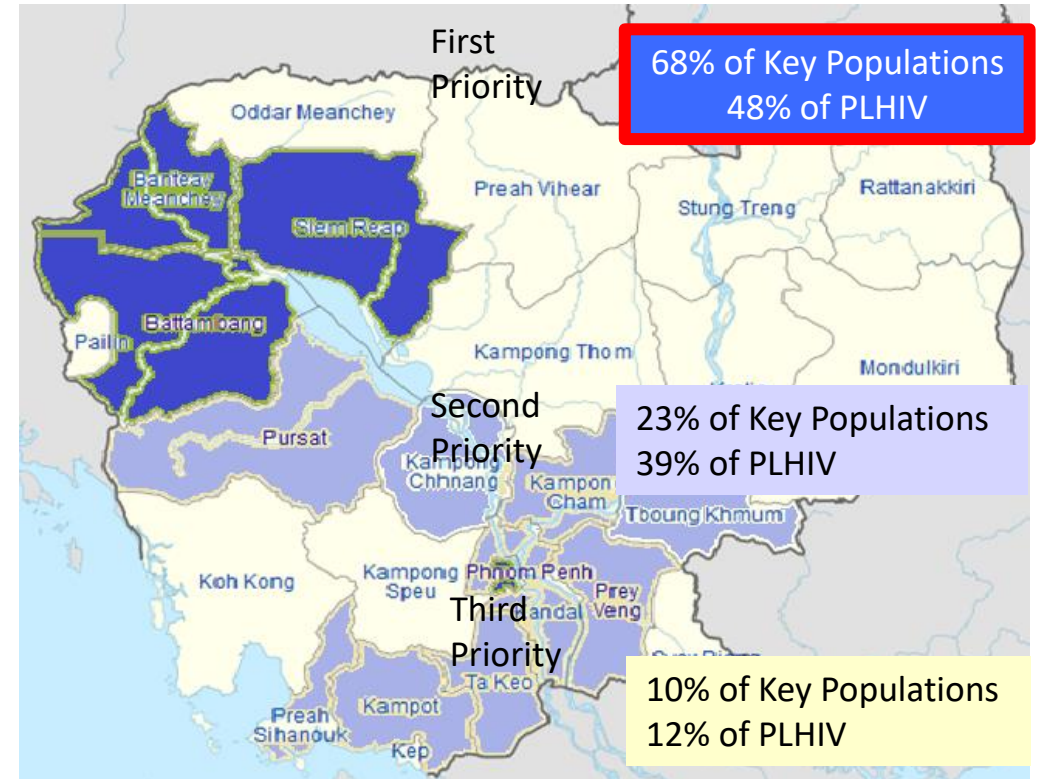 First
Priority
68% of Key Populations
48% of PLHIV
Oddar Meanchey
Banteay
Meanchey
Siem Reap
Preah Vihear
Stung Treng
Rattanakkiri
Battambang
Pailin
Kampong Thom
Mondulkiri
Second
Priority
23% of Key Populations
39% of PLHIV
Pursat
Kampong
Chhnang
Kampon
Cham
Tboung Khmum
Koh Kong
Kampong
Speu
Phnom Penh
Prey
Veng
andal
Third
Priority
Ta Keo
10% of Key Populations
12% of PLHIV
Preah
Sihanouk
Kampot
Kep